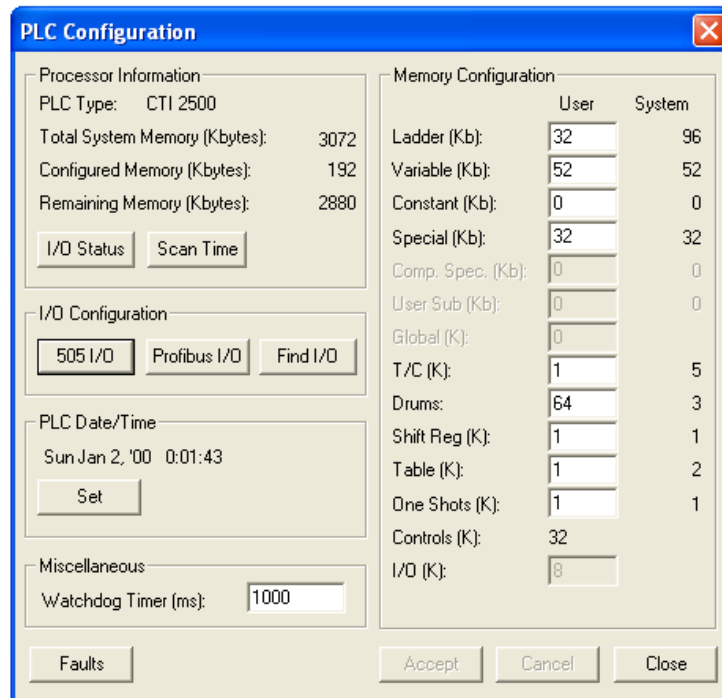 PLC Configuration
Processor Information
PLC Type: CTI 2500
Total System Memory (Kbytes): 3072
Configured Memory (Kbytes): 192
Remaining Memory (Kbytes): 2880
I/O Status Scan Time
I/O Configuration
505 I/O Profibus I/O Find I/O
PLC Date/Time
Sun Jan 2, '00 0:01:43
Set
Miscellaneous
Watchdog Timer (ms): 1000
Faults
Memory Configuration
User System
Ladder (Kb): 32 96
Variable (Kb): 52 52
Constant (Kb): 0 0
Special (Kb): 32 32
Comp. Spec. (Kb): 0 0
User Sub (Kb): 0 0
Global (K): 0
T/C (K): 1 5
Drums: 64 3
Shift Reg (K): 1 1
Table (K): 1 2
One Shots (K): 1 1
Controls (K): 32
I/O (K): 8
Accept Cancel Close